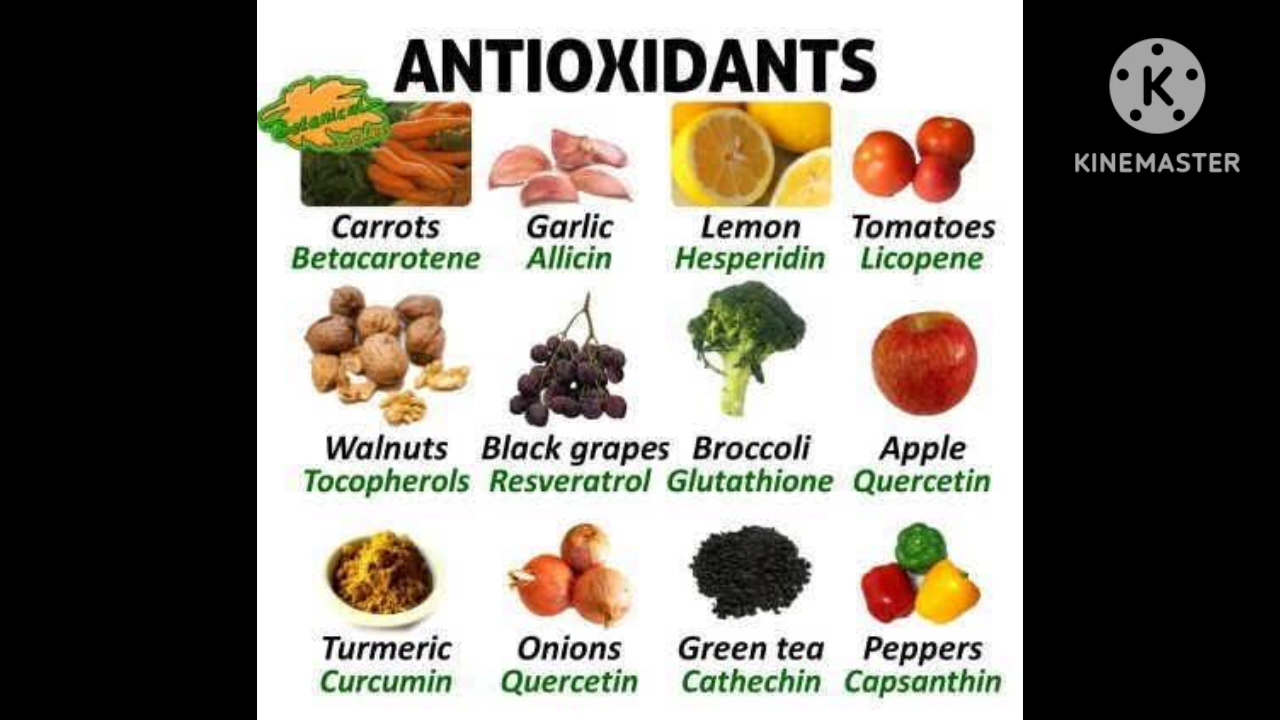 ANTIOXIDANTS
Botanical
K
KINEMASTER
Carrots Garlic Lemon Tomatoes
Betacarotene Allicin Hesperidin Licopene
Walnuts Black grapes Broccoli Apple
Tocopherols Resveratrol Glutathione Quercetin
Turmeric Onions Green tea Peppers
Curcumin Quercetin Cathechin Capsanthin